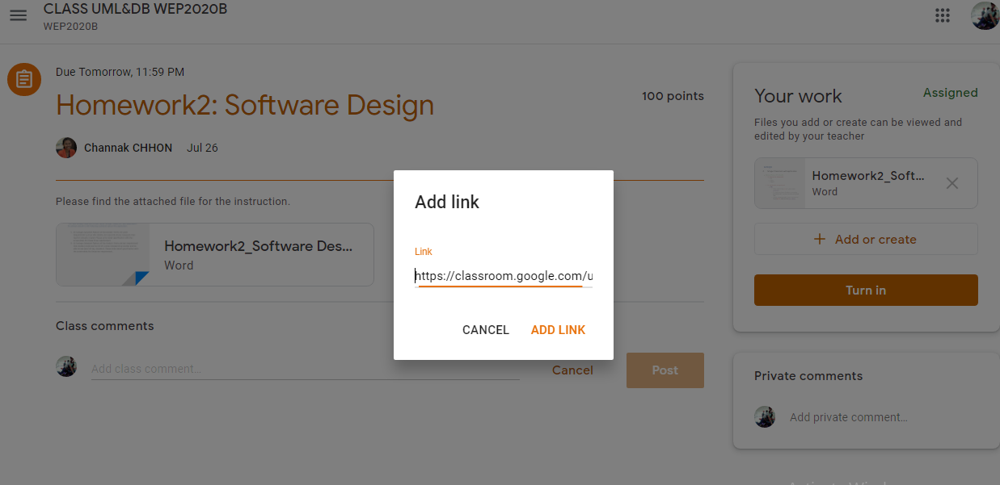 CLASS UML&DB WEP2020B
WEP2020B
Due Tomorrow, 11:59 PM
Homework2: Software Design
100 points
Channak CHHON Jul 26
Please find the attached file for the instruction.
Homework2_Software Des...
Word
Class comments
Add class comment...
Cancel
Post
Add link
Link
https://classroom.google.com/u
CANCEL
ADD LINK
Your work
Assigned
Files you add or create can be viewed and
edited by your teacher
Homework2_Soft...
Word
+ Add or create
Turn in
Private comments
Add private comment...